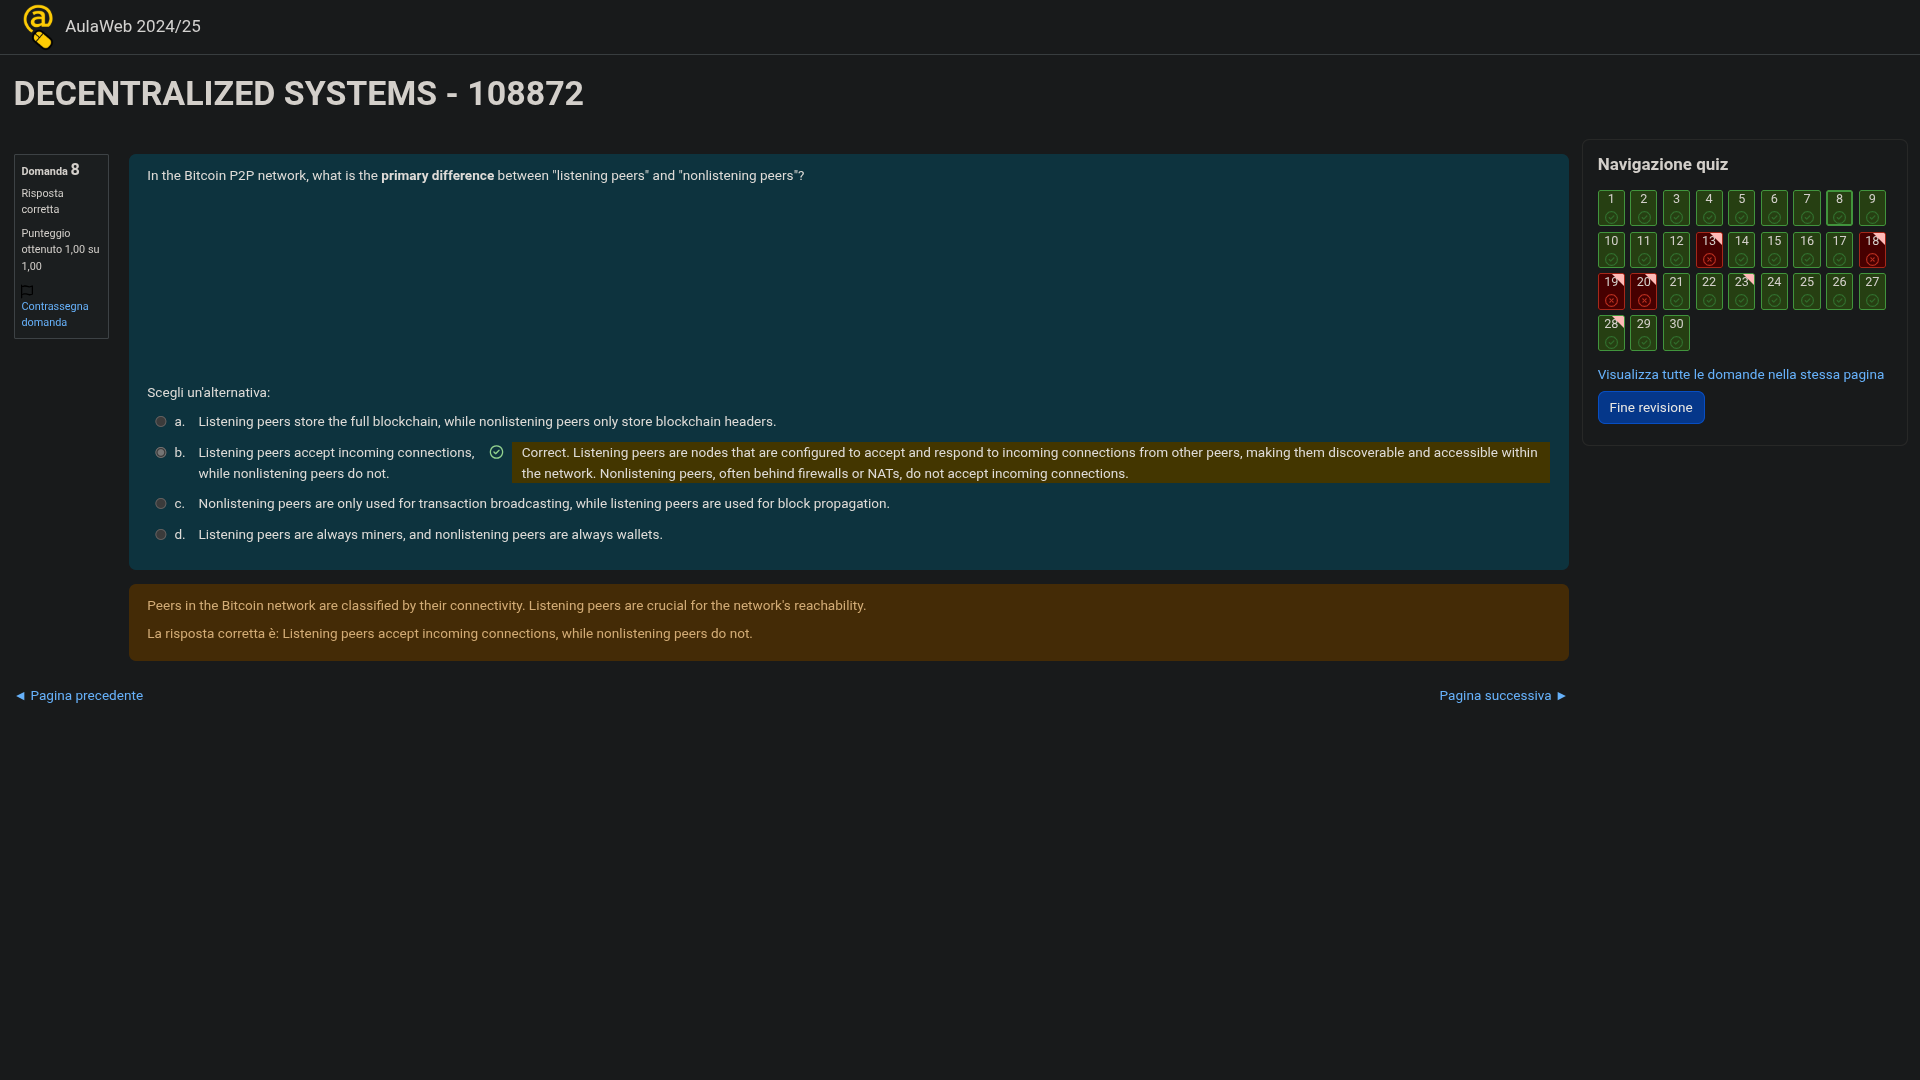 AulaWeb 2024/25
DECENTRALIZED SYSTEMS - 108872
Domanda 8
Risposta
corretta
Punteggio
ottenuto 1,00 su
1,00
Contrassegna
domanda
In the Bitcoin P2P network, what is the primary difference between "listening peers" and "nonlistening peers"?
Scegli un'alternativa:
a. Listening peers store the full blockchain, while nonlistening peers only store blockchain headers.
b. Listening peers accept incoming connections,
while nonlistening peers do not.
Correct. Listening peers are nodes that are configured to accept and respond to incoming connections from other peers, making them discoverable and accessible within
the network. Nonlistening peers, often behind firewalls or NATs, do not accept incoming connections.
c. Nonlistening peers are only used for transaction broadcasting, while listening peers are used for block propagation.
d. Listening peers are always miners, and nonlistening peers are always wallets.
Peers in the Bitcoin network are classified by their connectivity. Listening peers are crucial for the network's reachability.
La risposta corretta è: Listening peers accept incoming connections, while nonlistening peers do not.
◄ Pagina precedente
Pagina successiva ►
Navigazione quiz
1 2 3 4 5 6 7 8 9
10 11 12 13 14 15 16 17 18
19 20 21 22 23 24 25 26 27
28 29 30
Visualizza tutte le domande nella stessa pagina
Fine revisione